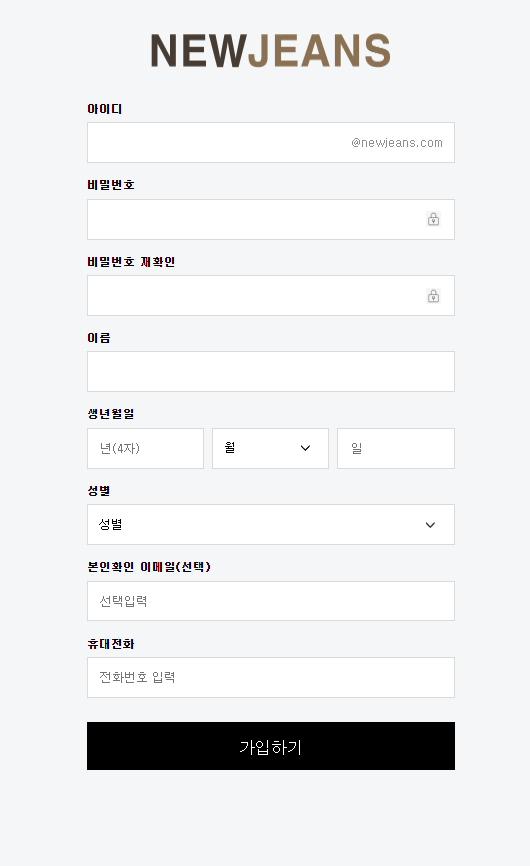 NEWJEANS
아이디
@newjeans.com
비밀번호
비밀번호 재확인
이름
생년월일
년(4자) 월 일
성별
성별
본인확인 이메일(선택)
선택입력
휴대전화
전화번호 입력
가입하기